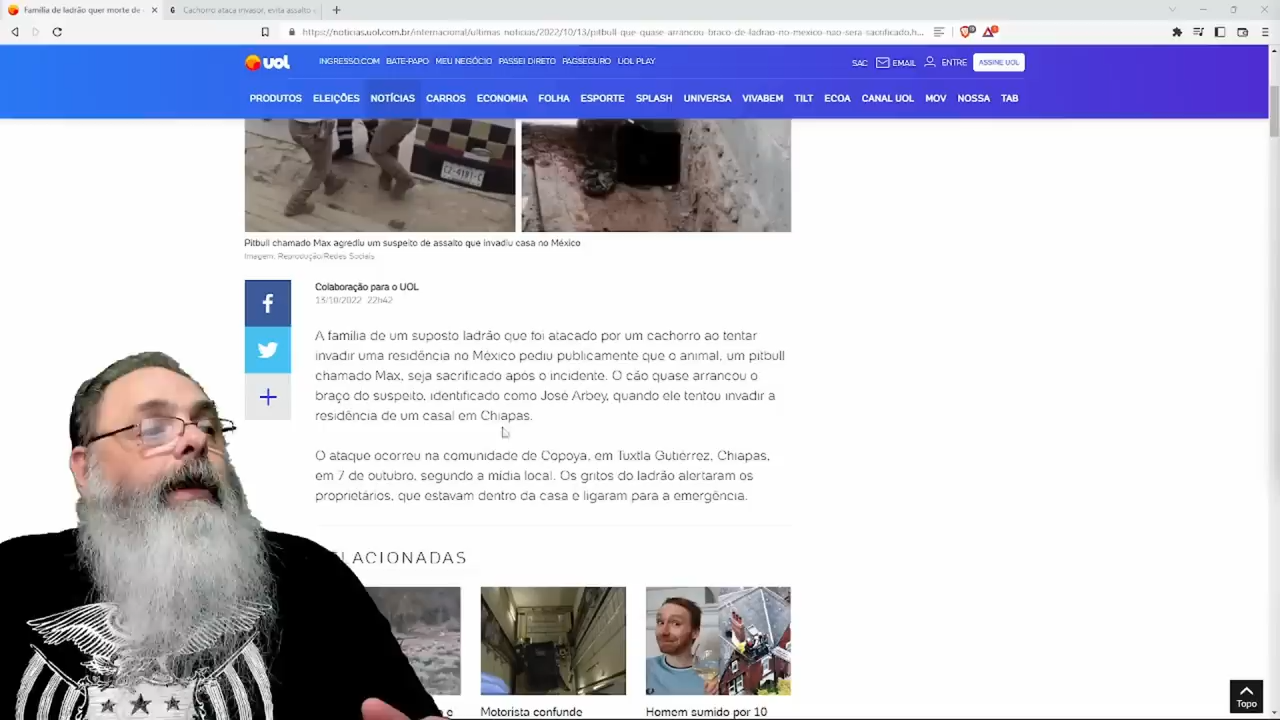 Família de ladrão quer morte de
Cachorro ataca invasor, evita assalto
https://noticias.uol.com.br/internacional/ultimas-noticias/2022/10/13/pitbull-que-quase-arrancou-braco-de-ladrao-no-mexico-nao-sera-sacrificado.h...
UOL
INGRESSO.COM BATE-PAPO MEU NEGÓCIO PASSEI DIRETO PAGSEGURO UOL PLAY
SAC EMAIL ENTRE ASSINE UOL
PRODUTOS ELEIÇÕES NOTÍCIAS CARROS ECONOMIA FOLHA ESPORTE SPLASH UNIVERSA VIVABEM TILT ECOA CANAL UOL MOV NOSSA TAB
Pitbull chamado Max agrediu um suspeito de assalto que invadiu casa no México
Imagem: Reprodução/Redes Sociais
Colaboração para o UOL
13/10/2022 22h42
A família de um suposto ladrão que foi atacado por um cachorro ao tentar
invadir uma residência no México pediu publicamente que o animal, um pitbull
chamado Max, seja sacrificado após o incidente. O cão quase arrancou o
braço do suspeito, identificado como José Arbey, quando ele tentou invadir a
residência de um casal em Chiapas.
O ataque ocorreu na comunidade de Copoya, em Tuxtla Gutiérrez, Chiapas,
em 7 de outubro, segundo a mídia local. Os gritos do ladrão alertaram os
proprietários, que estavam dentro da casa e ligaram para a emergência.
LACIONADAS
Motorista confunde
Homem sumido por 10
Topo